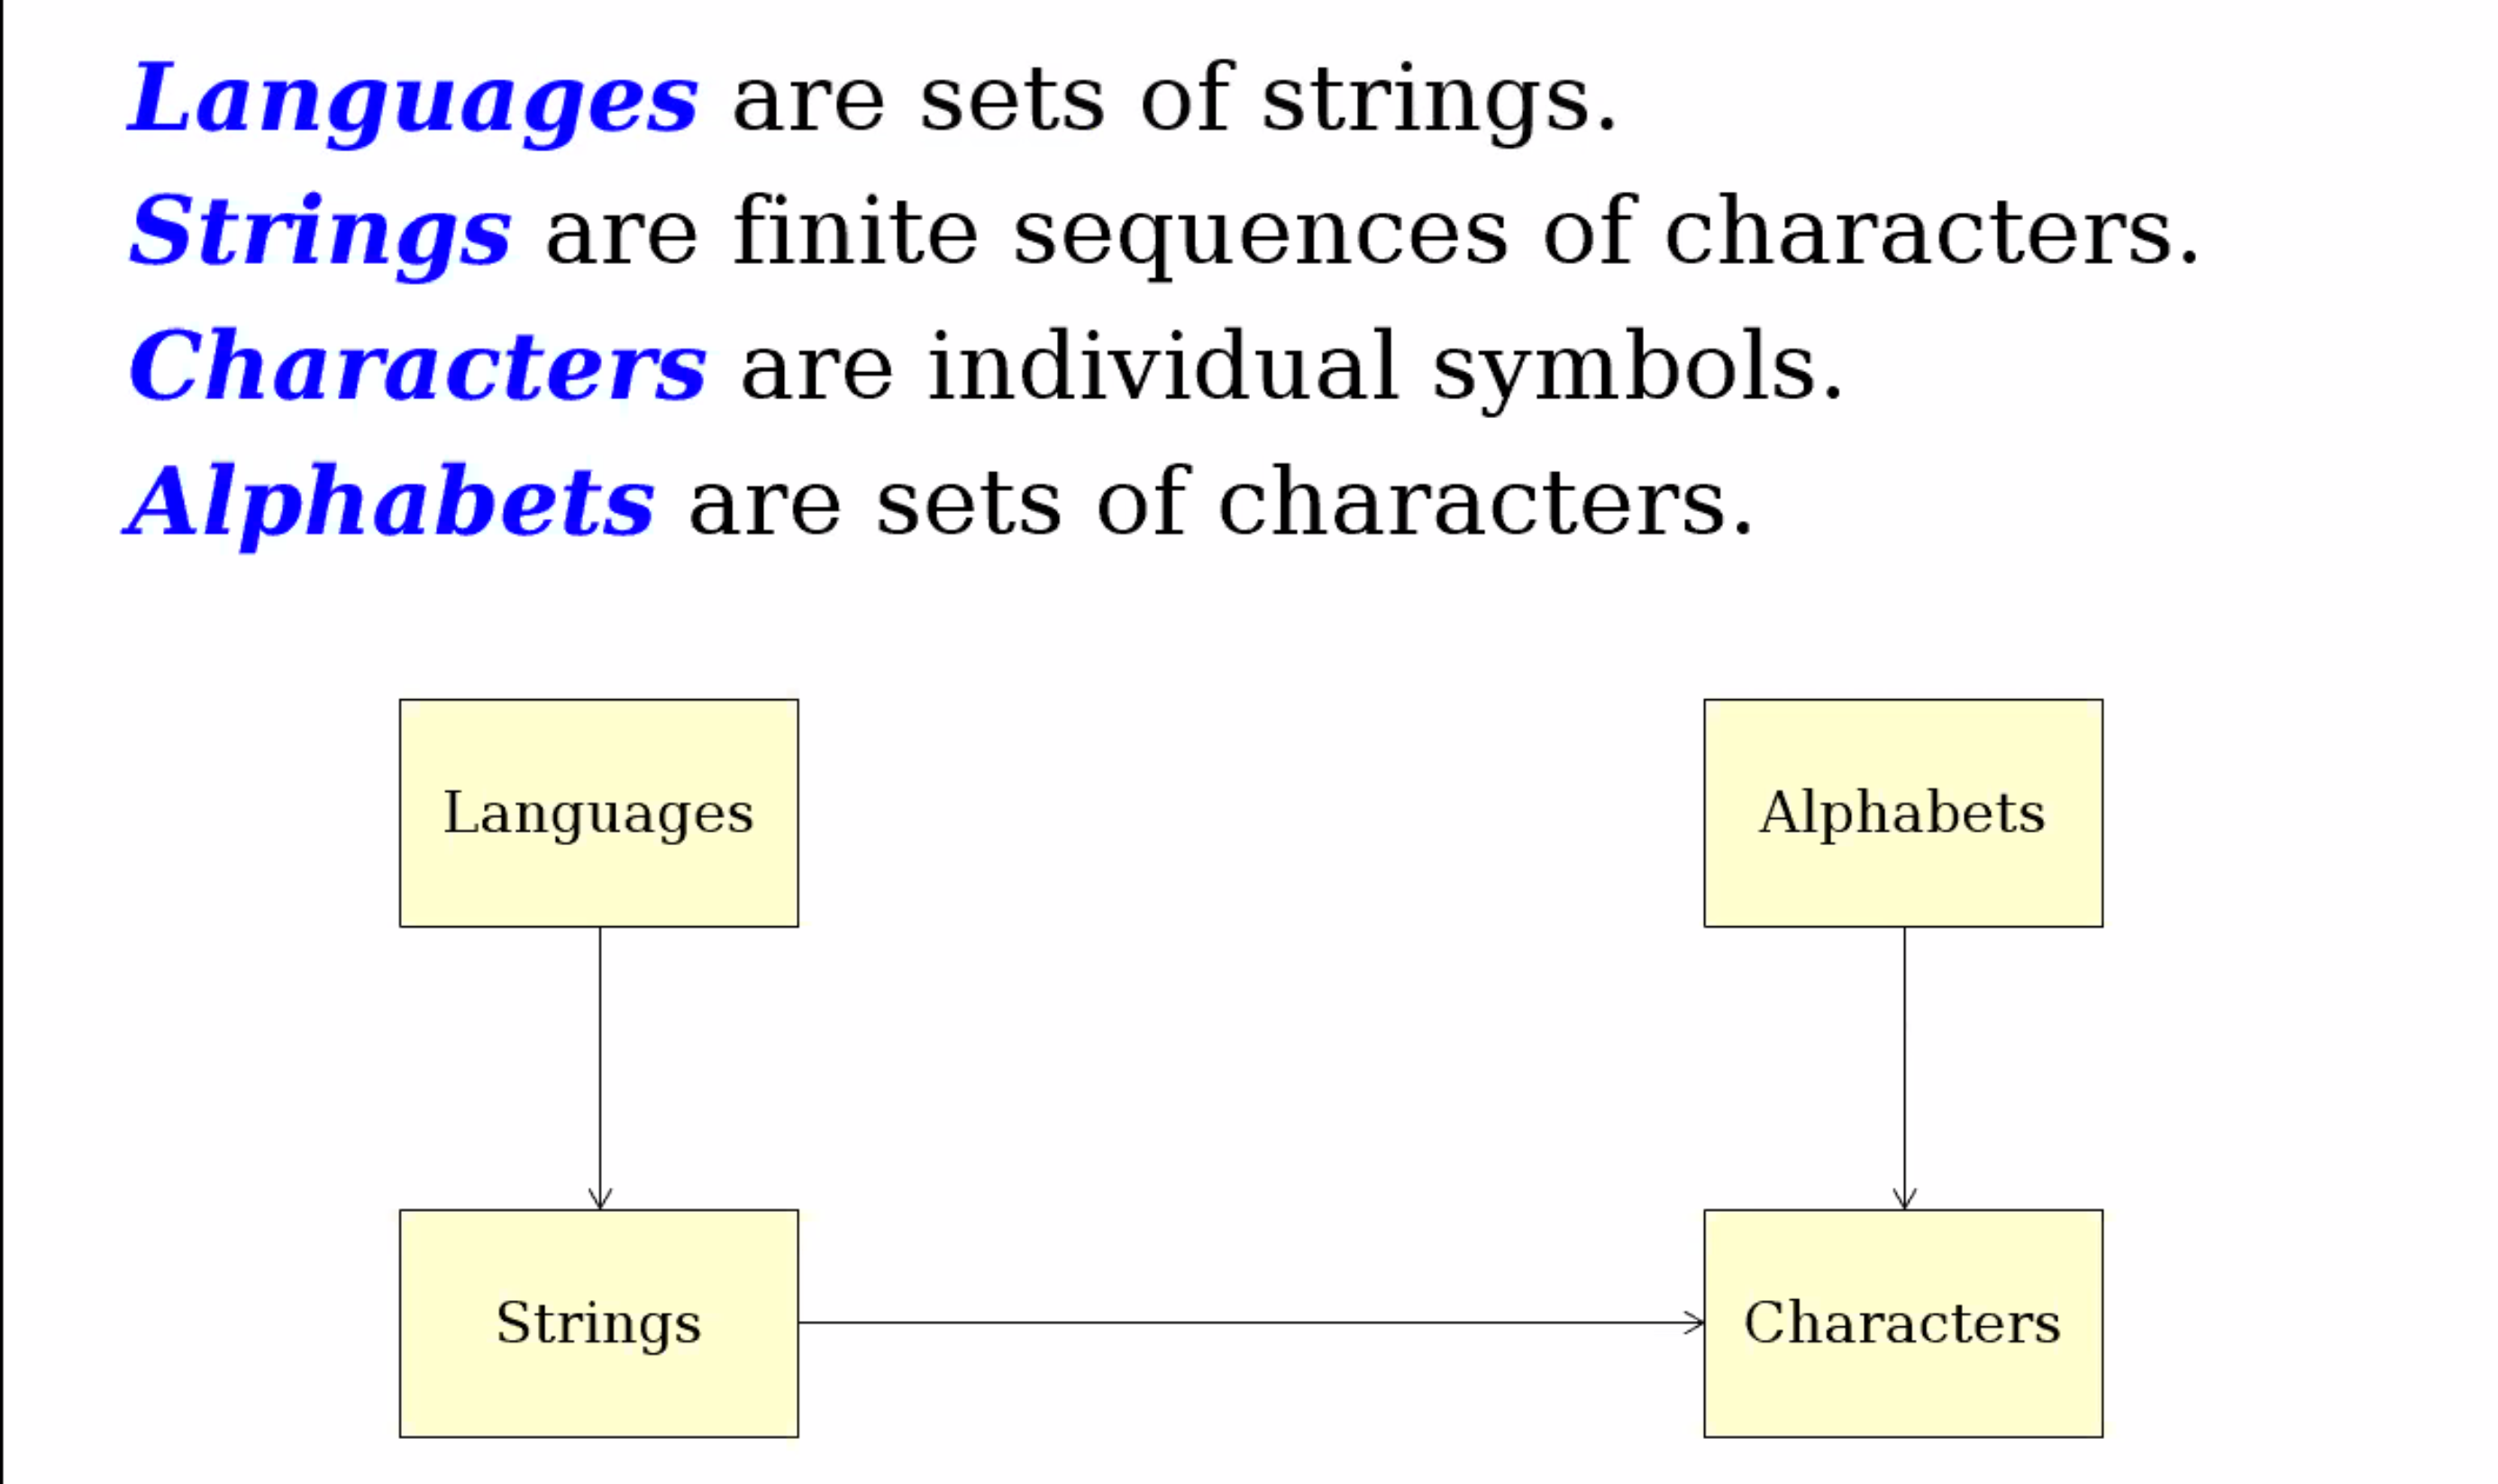 Languages are sets of strings.
Strings are finite sequences of characters.
Characters are individual symbols.
Alphabets are sets of characters.
Languages
Alphabets
Strings
Characters